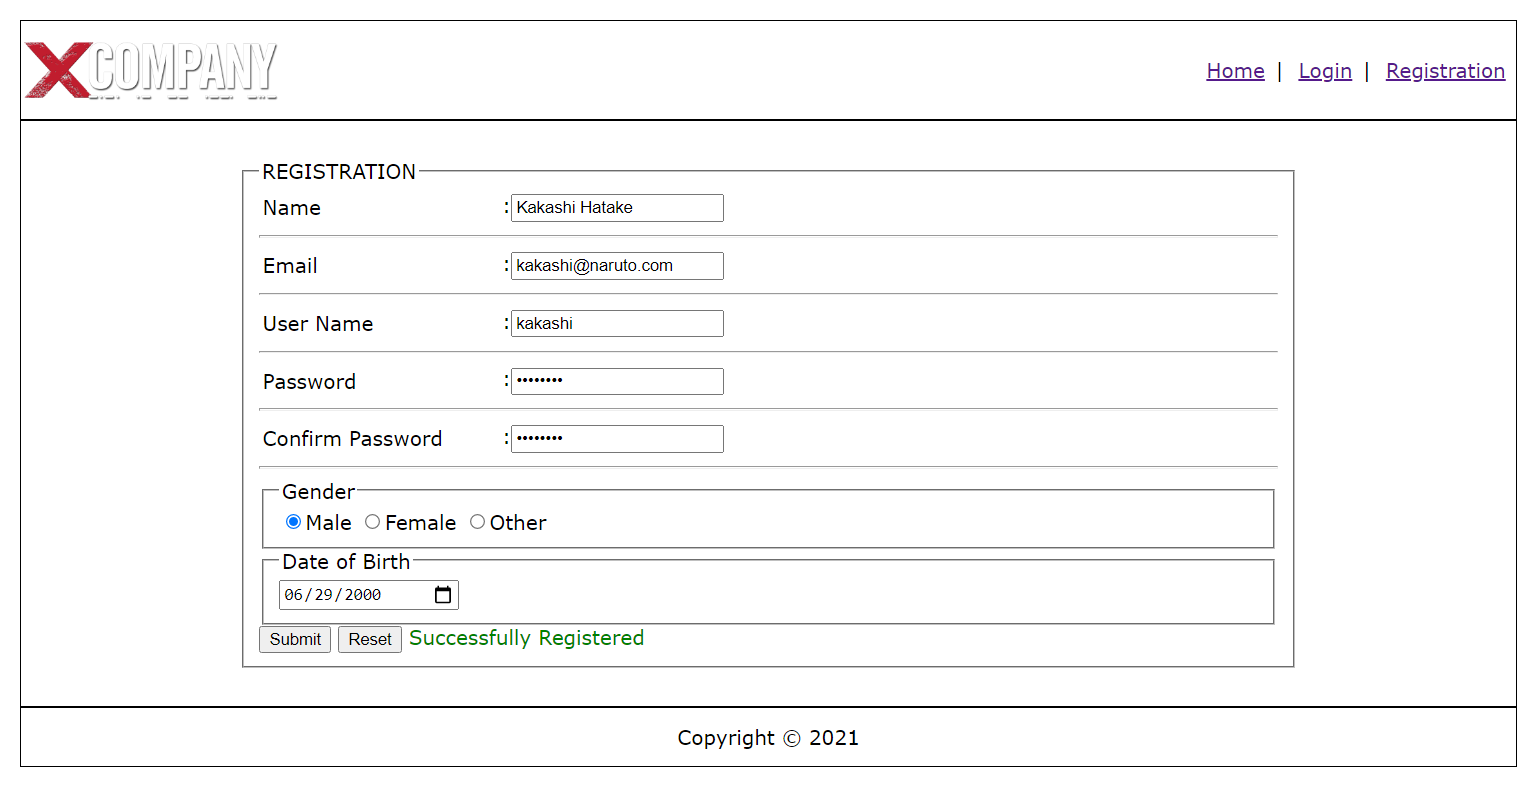 XCOMPANY
Home | Login | Registration
REGISTRATION
Name : Kakashi Hatake
Email : kakashi@naruto.com
User Name : kakashi
Password : ••••••••
Confirm Password : ••••••••
Gender
Male Female Other
Date of Birth
06/29/2000
Submit Reset Successfully Registered
Copyright © 2021